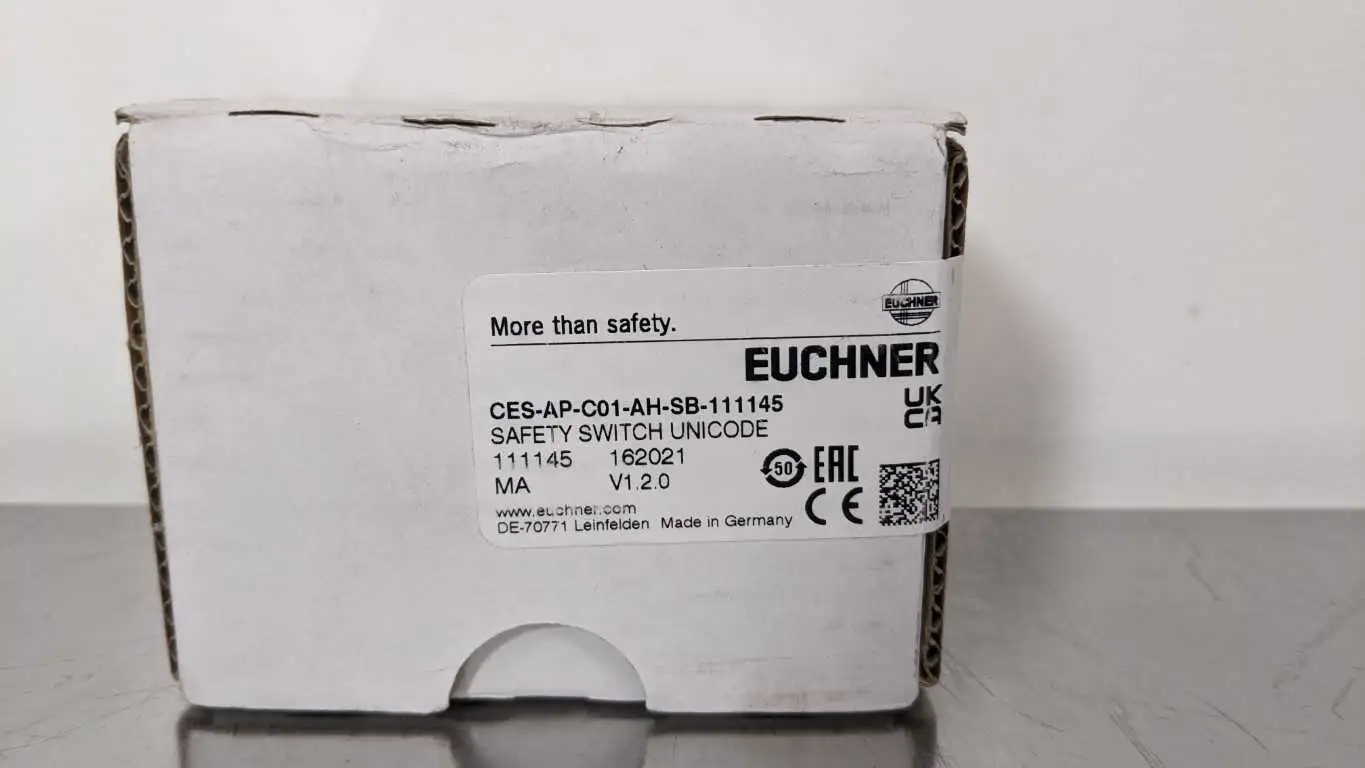 EUCHNER
More than safety.
EUCHNER
CES-AP-C01-AH-SB-111145
UK
CA
SAFETY SWITCH UNICODE
111145 162021
50 EAC
MA V1.2.0
CE
www.euchner.com
DE-70771 Leinfelden Made in Germany